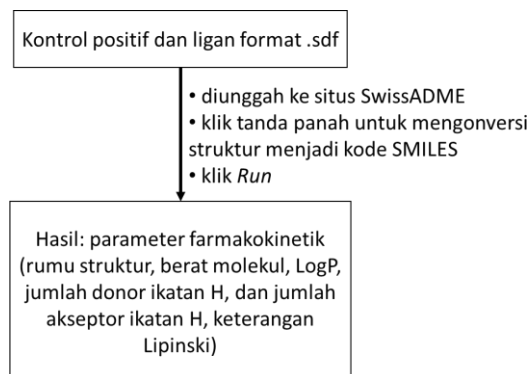 Kontrol positif dan ligan format .sdf
• diunggah ke situs SwissADME
• klik tanda panah untuk mengonversi
struktur menjadi kode SMILES
• klik Run
Hasil: parameter farmakokinetik
(rumu struktur, berat molekul, LogP,
jumlah donor ikatan H, dan jumlah
akseptor ikatan H, keterangan
Lipinski)